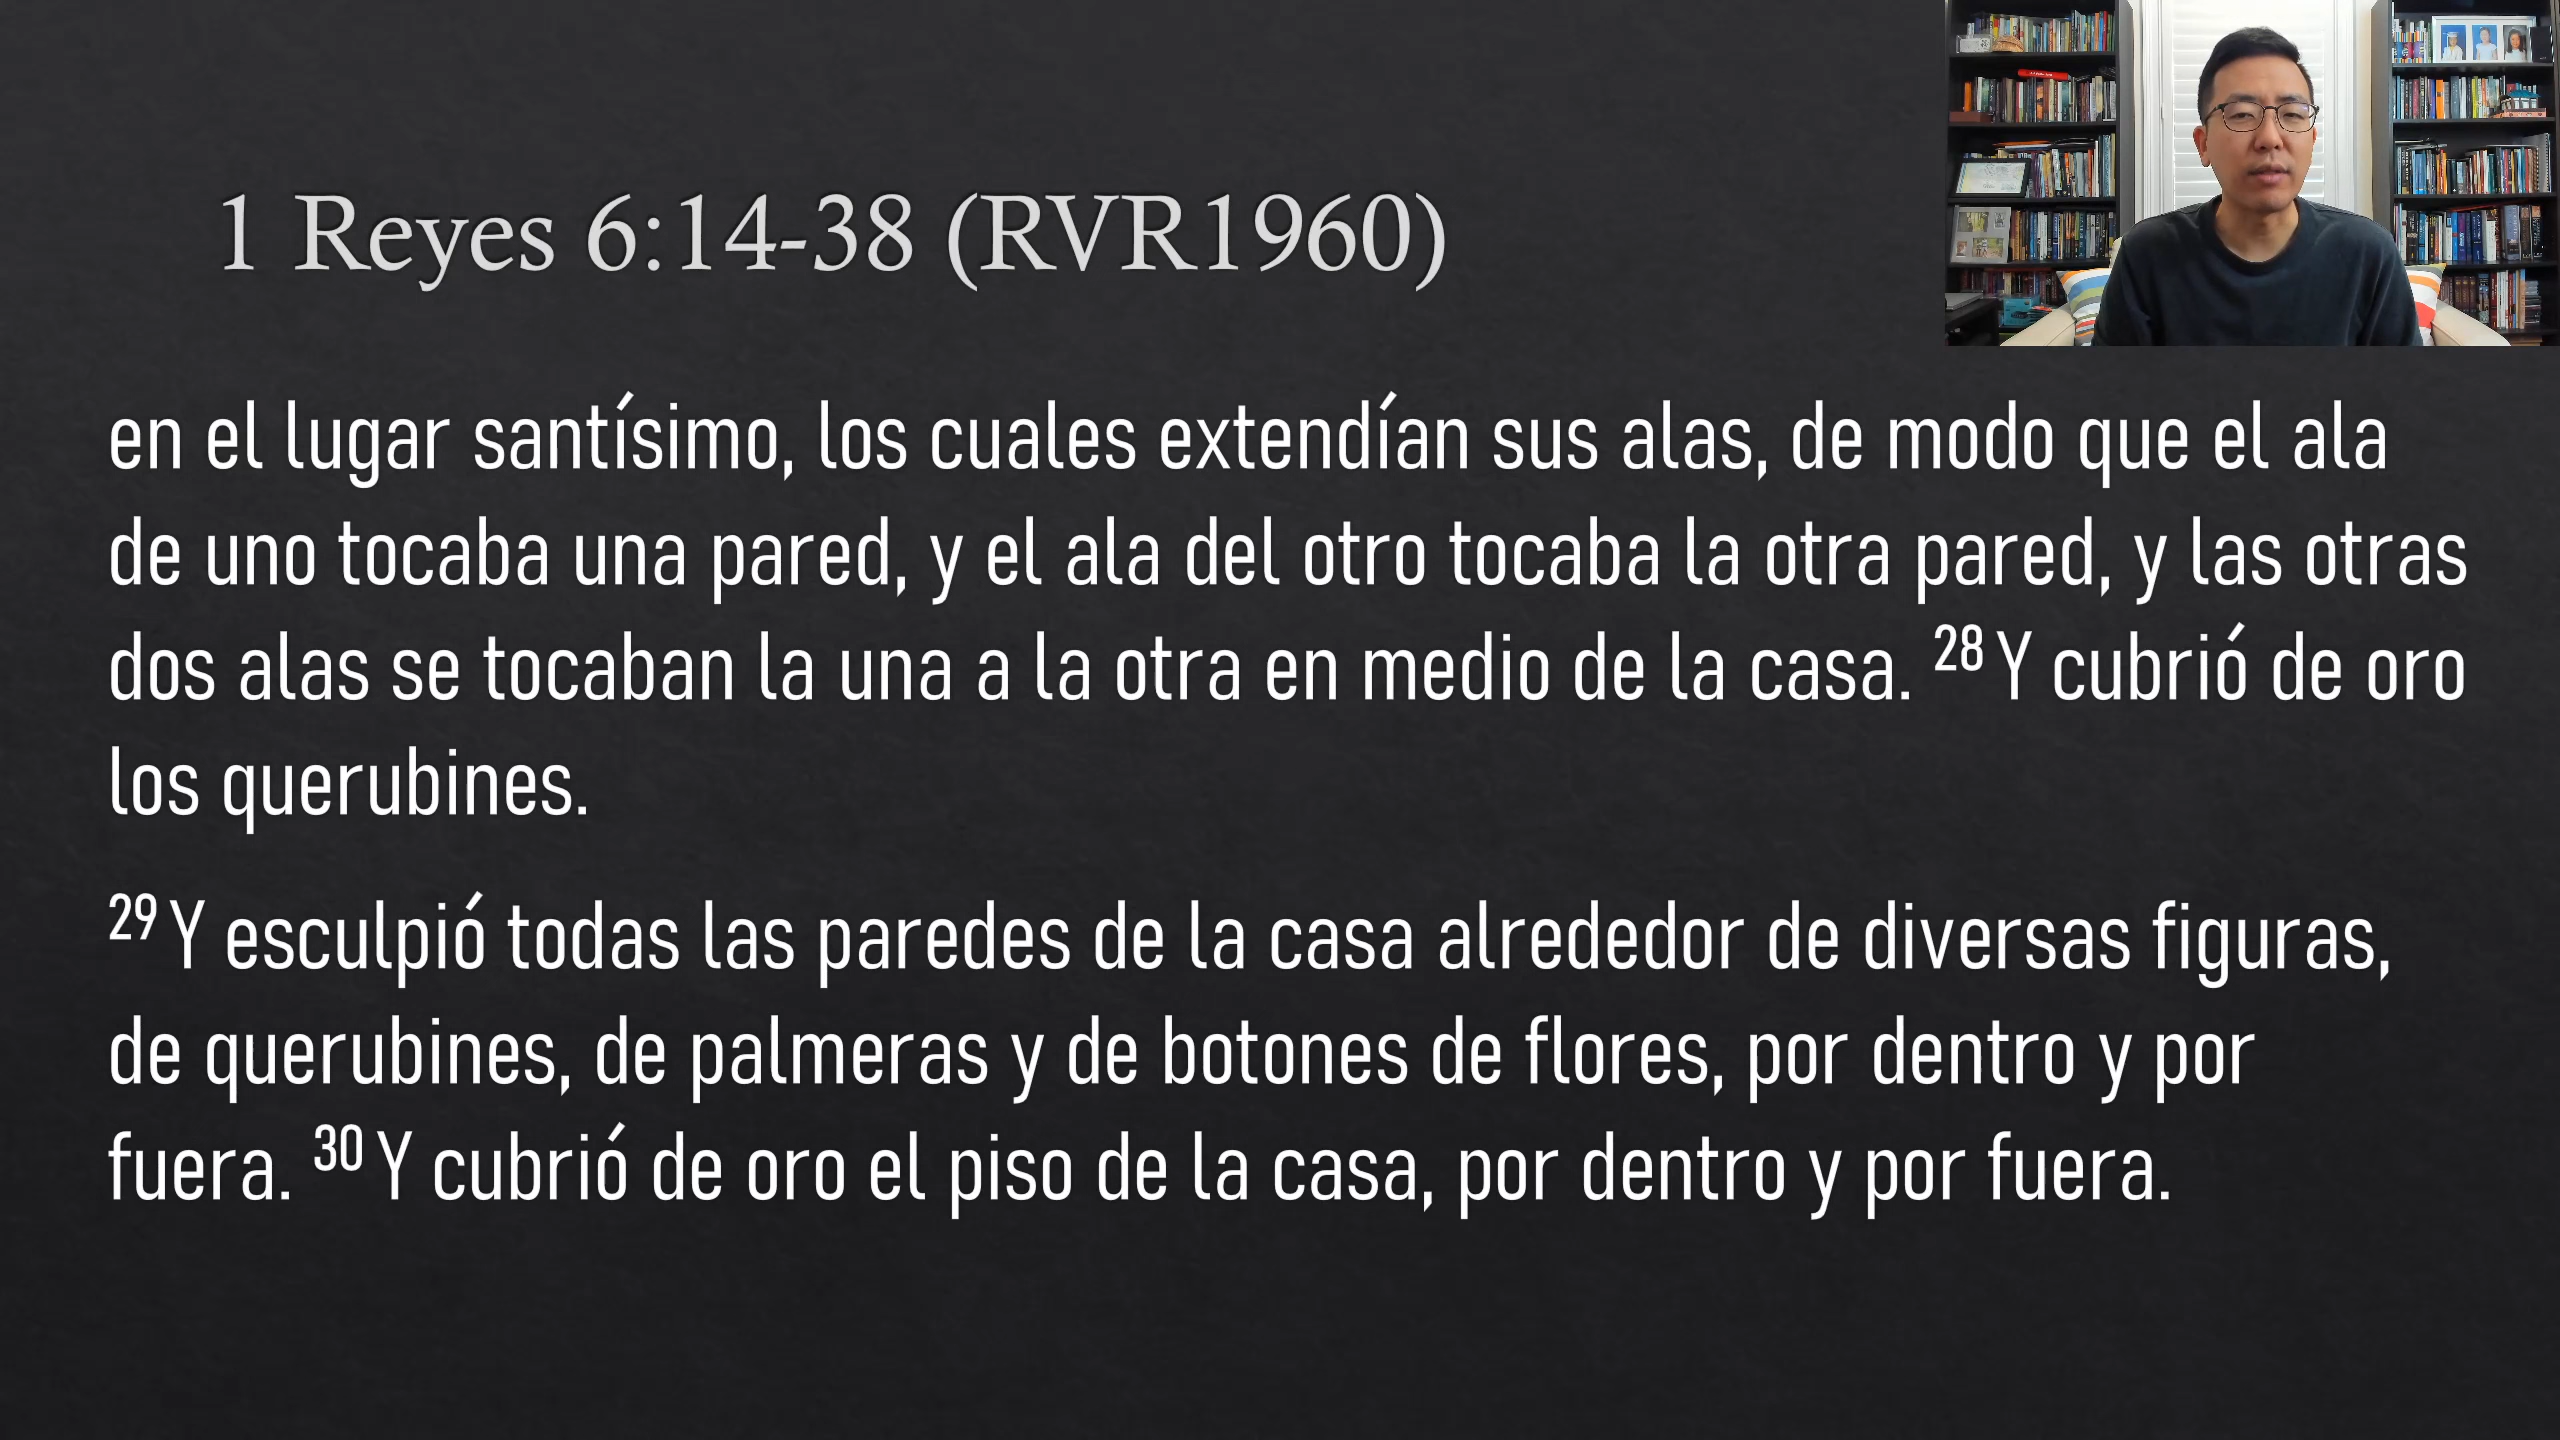 1 Reyes 6:14-38 (RVR1960)
en el lugar santísimo, los cuales extendían sus alas, de modo que el ala
de uno tocaba una pared, y el ala del otro tocaba la otra pared, y las otras
dos alas se tocaban la una a la otra en medio de la casa. 28 Y cubrió de oro
los querubines.
29 Y esculpió todas las paredes de la casa alrededor de diversas figuras,
de querubines, de palmeras y de botones de flores, por dentro y por
fuera. 30 Y cubrió de oro el piso de la casa, por dentro y por fuera.